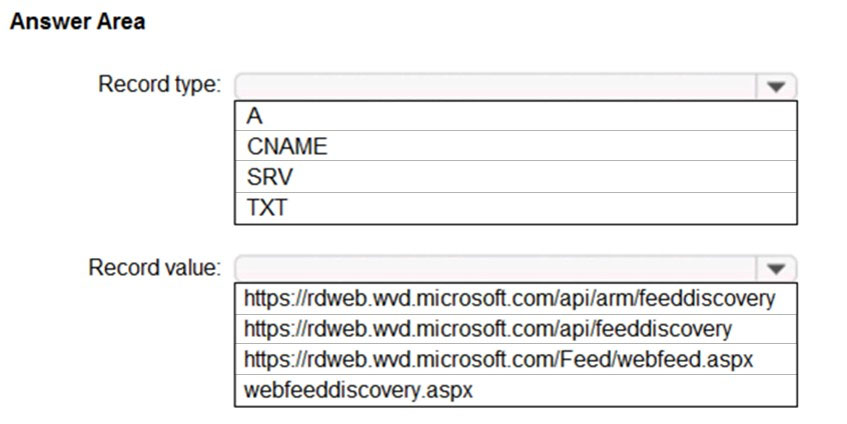 Answer Area
Record type:
A
CNAME
SRV
TXT
Record value:
https://rdweb.wvd.microsoft.com/api/arm/feeddiscovery
https://rdweb.wvd.microsoft.com/api/feeddiscovery
https://rdweb.wvd.microsoft.com/Feed/webfeed.aspx
webfeeddiscovery.aspx